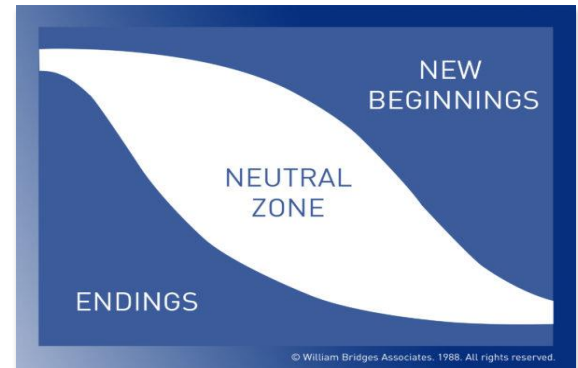 NEW
BEGINNINGS
NEUTRAL
ZONE
ENDINGS
© William Bridges Associates. 1988. All rights reserved.